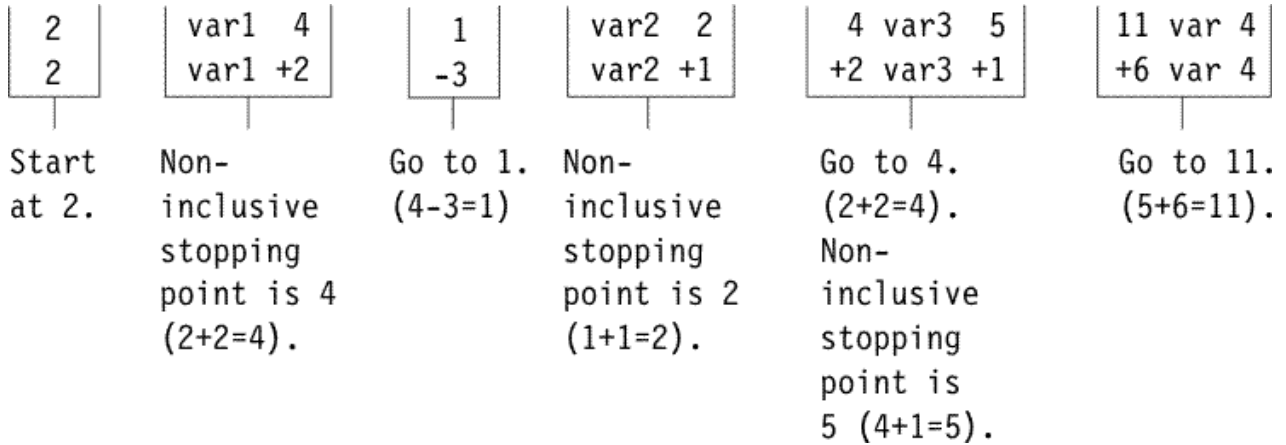 2 var1 4 1 var2 2 4 var3 5 11 var 4
2 var1 +2 -3 var2 +1 +2 var3 +1 +6 var 4
Start Non- Go to 1. Non- Go to 4. Go to 11.
at 2. inclusive (4-3=1) inclusive (2+2=4). (5+6=11).
stopping stopping Non-
point is 4 point is 2 inclusive
(2+2=4). (1+1=2). stopping
point is
5 (4+1=5).